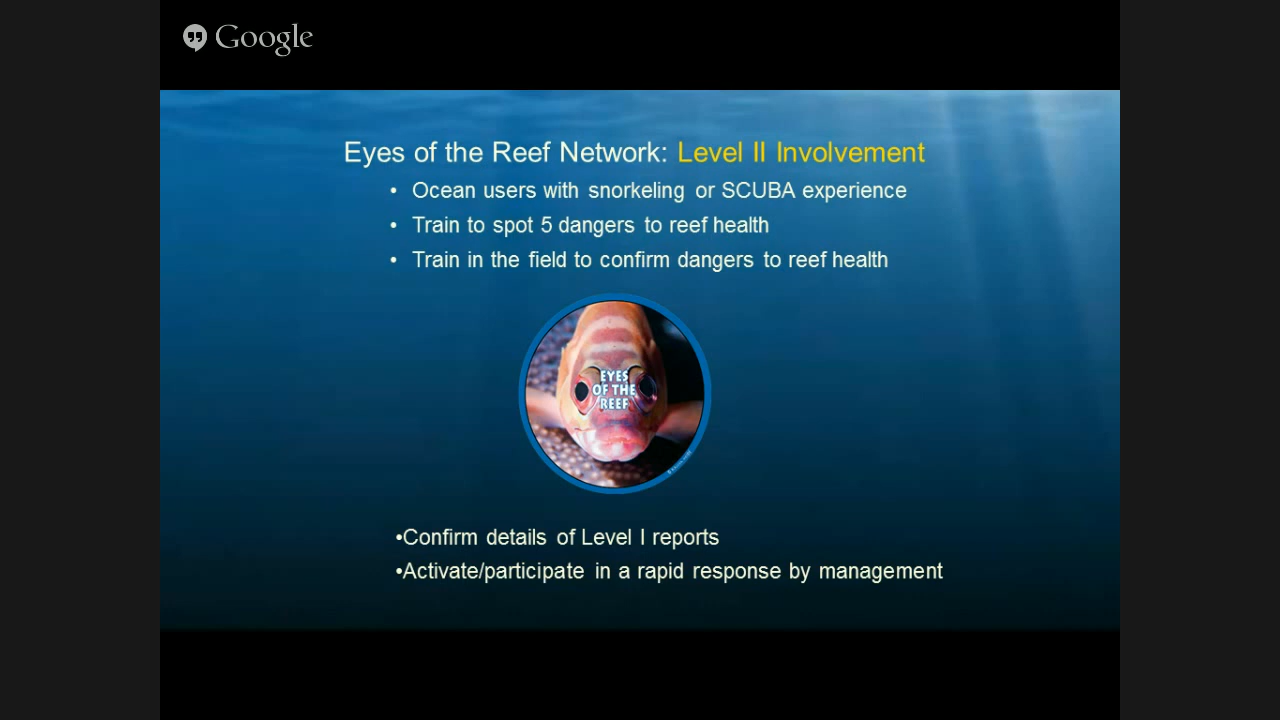 Google
Eyes of the Reef Network: Level II Involvement
• Ocean users with snorkeling or SCUBA experience
• Train to spot 5 dangers to reef health
• Train in the field to confirm dangers to reef health
EYES
OF THE
REEF
•Confirm details of Level I reports
•Activate/participate in a rapid response by management